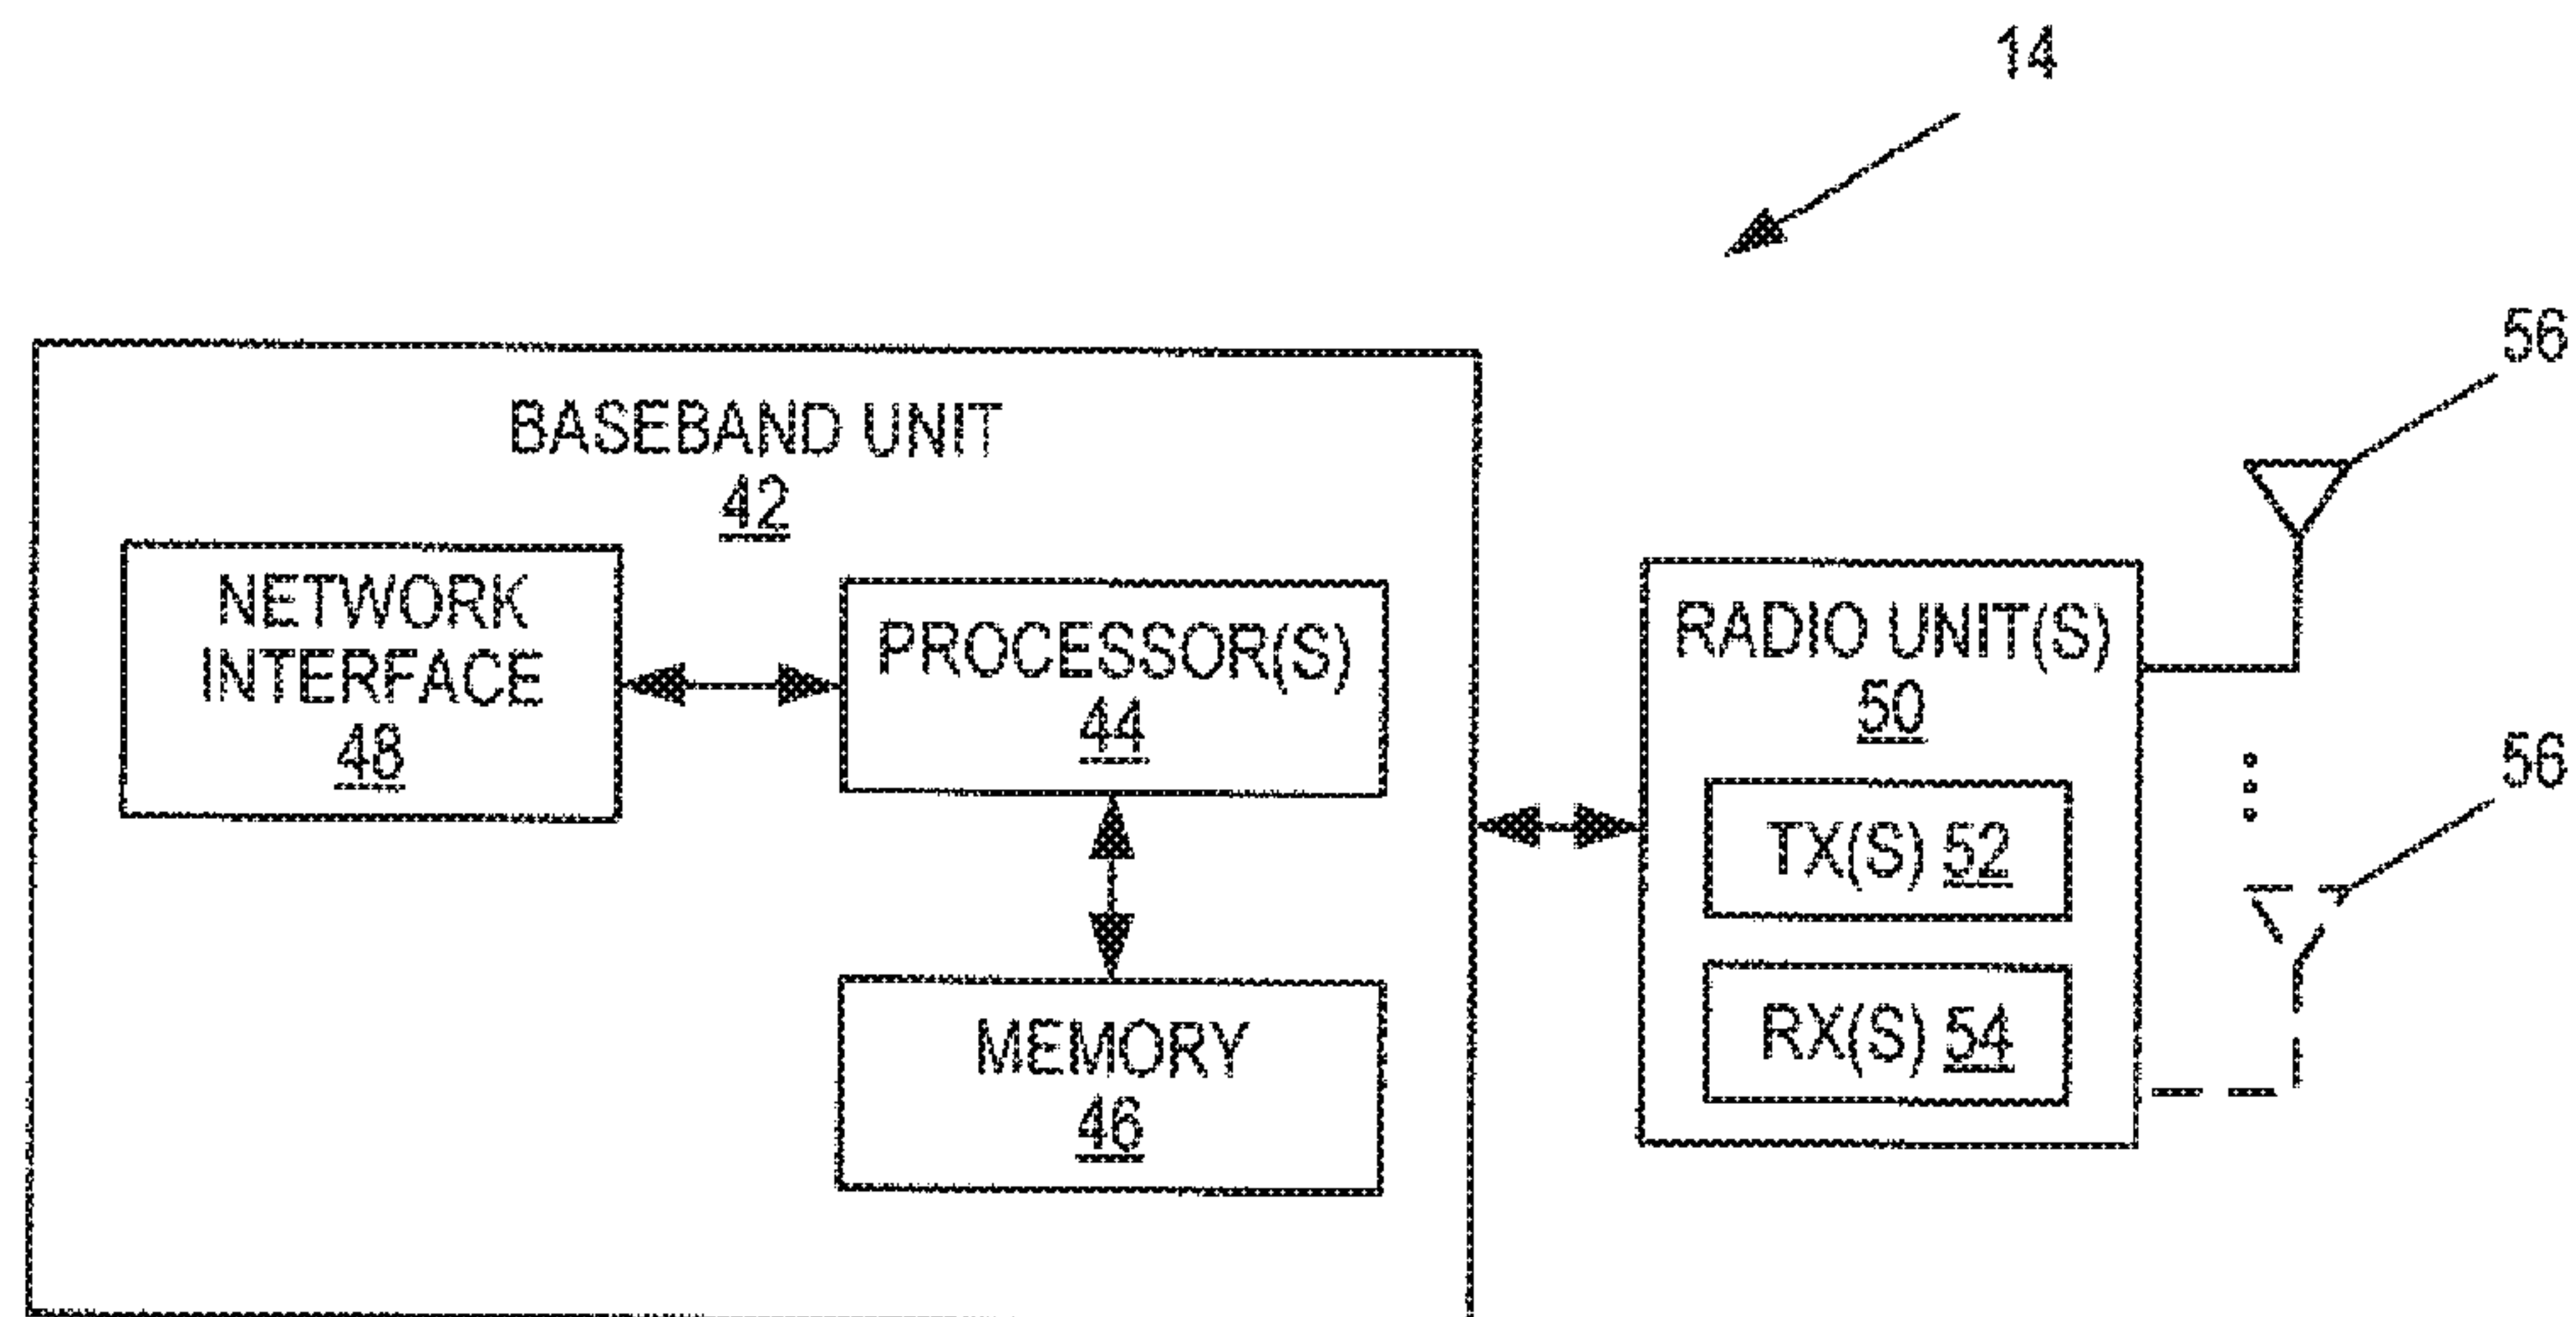 14
56
BASEBAND UNIT
42
NETWORK
INTERFACE
48
PROCESSOR(S)
44
MEMORY
46
RADIO UNIT(S)
50
TX(S) 52
RX(S) 54
56